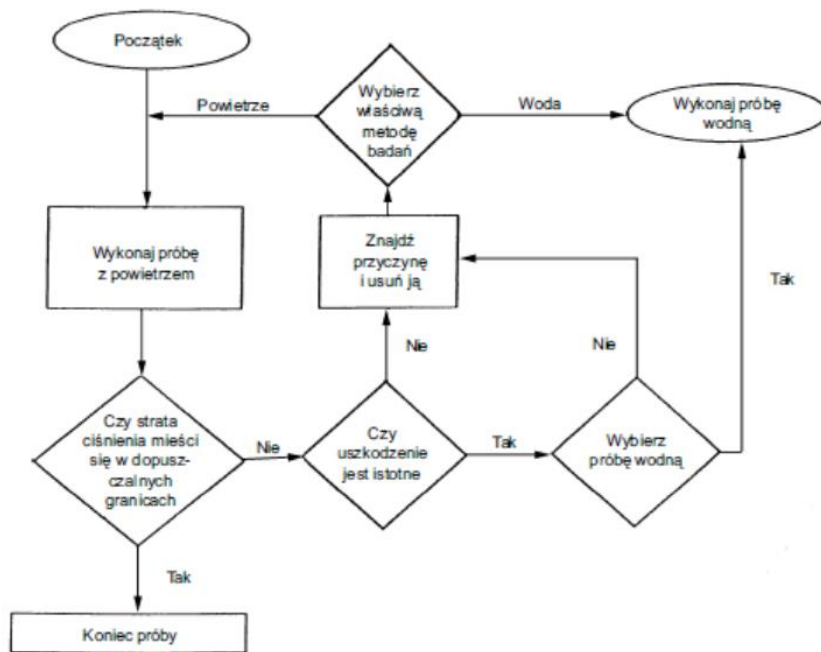 Początek
Powietrze
Wybierz
właściwą
metodę
badań
Woda
Wykonaj próbę
wodną
Wykonaj próbę
z powietrzem
Znajdź
przyczynę
i usuń ją
Tak
Nie
Nie
Czy strata
ciśnienia mieści
się w dopusz-
czalnych
granicach
Nie
Czy
uszkodzenie
jest istotne
Tak
Wybierz
próbę wodną
Tak
Koniec próby